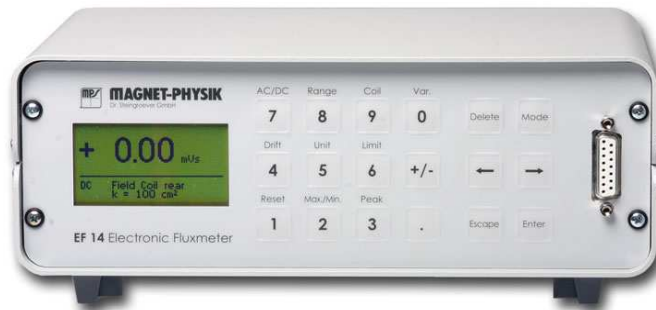 mps MAGNET-PHYSIK
Dr. Steingroever GmbH
+ 0.00 mVs
DC Field Coil rear
k = 100 cm²
EF 14 Electronic Fluxmeter
AC/DC Range Coil Var.
7 8 9 0 Delete Mode
Drift Unit Limit
4 5 6 +/- ← →
Reset Max./Min. Peak
1 2 3 . Escape Enter